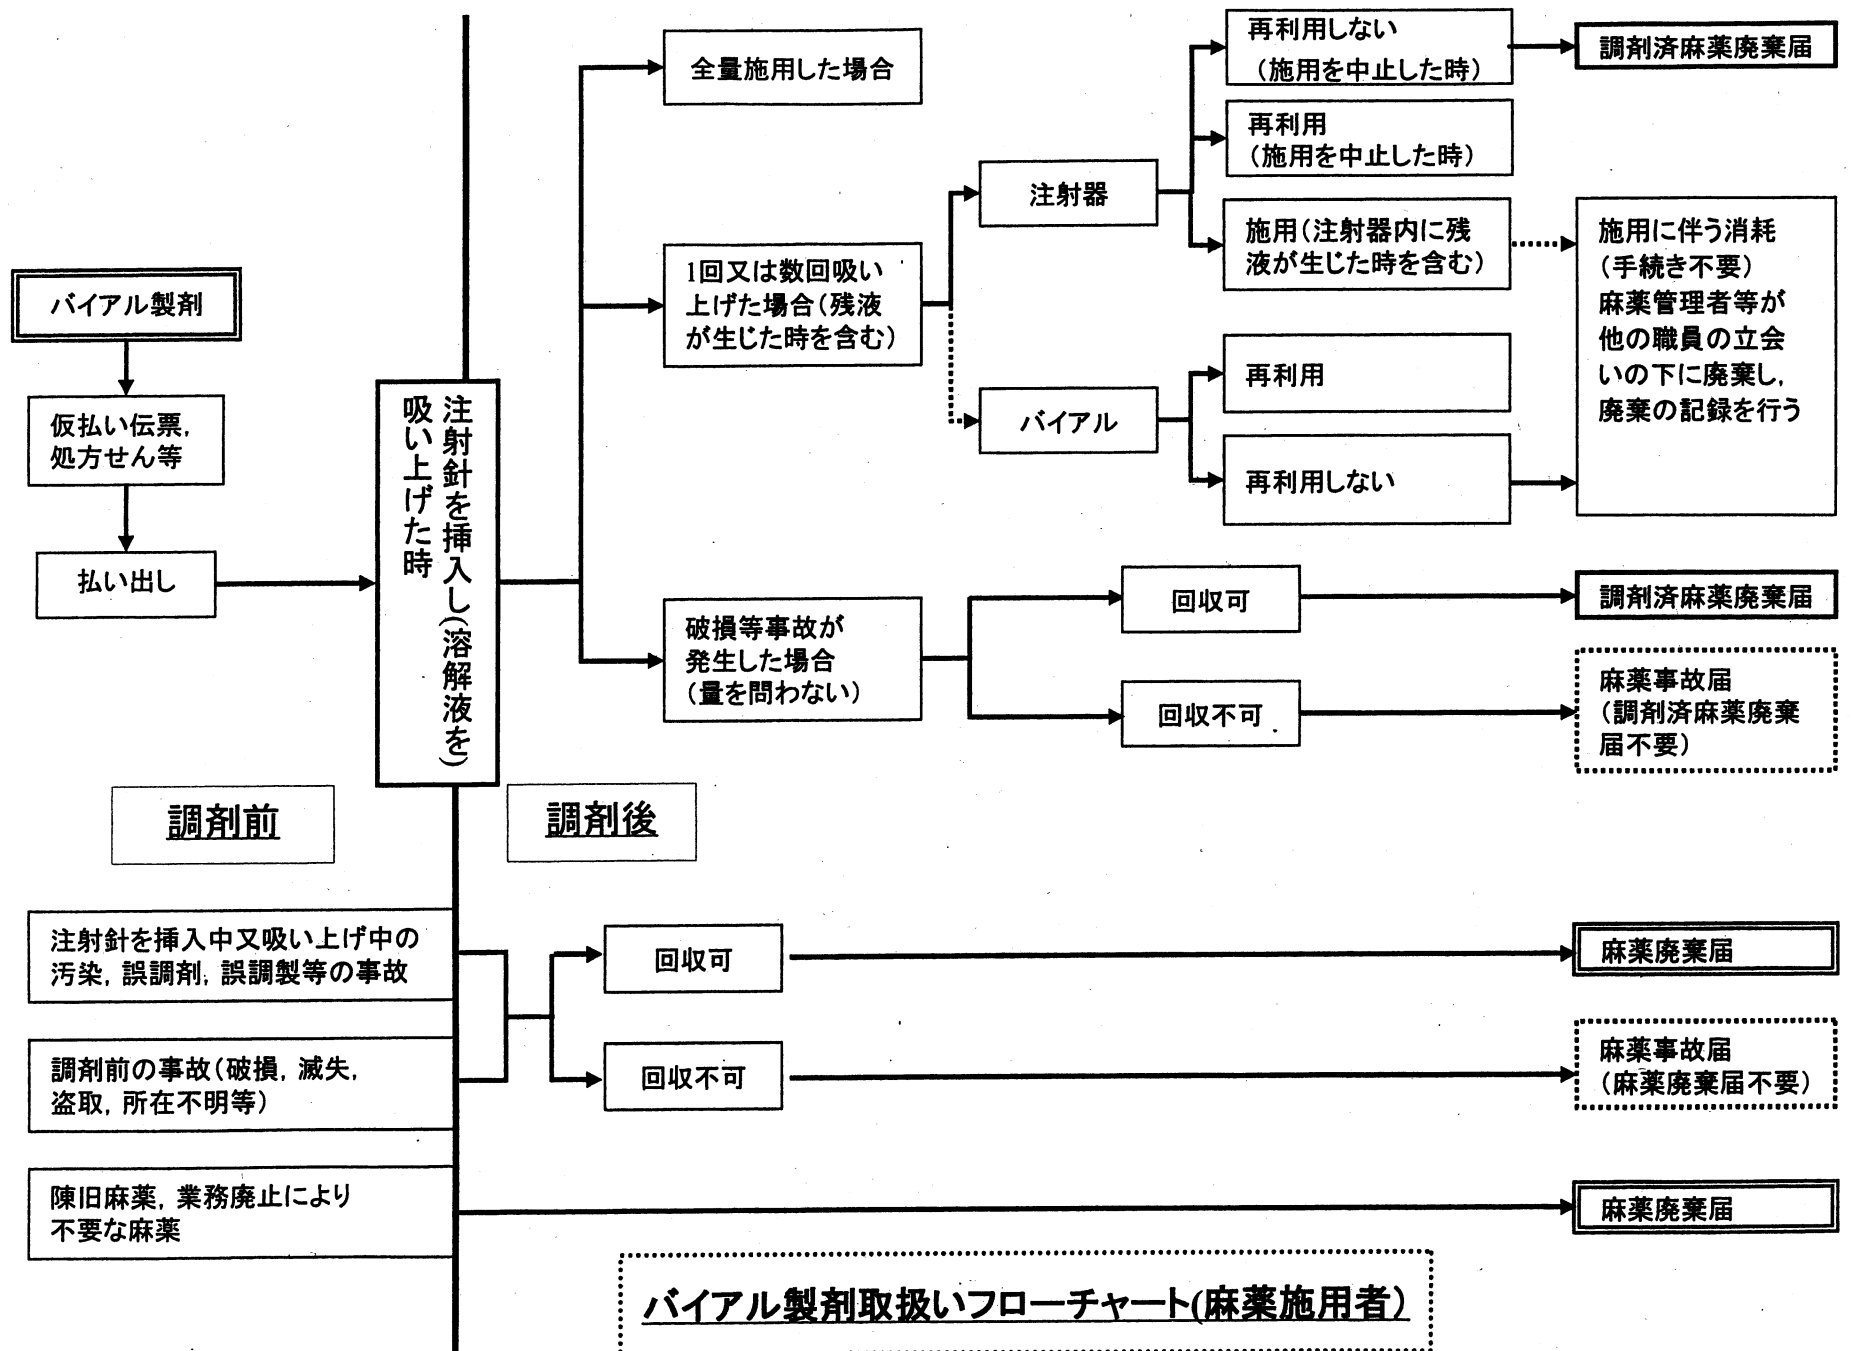 バイアル製剤
仮払い伝票,
処方せん等
払い出し
注射針を挿入し(溶解液を)
吸い上げた時
全量施用した場合
1回又は数回吸い
上げた場合(残液
が生じた時を含む)
破損等事故が
発生した場合
(量を問わない)
注射器
バイアル
再利用しない
(施用を中止した時)
再利用
(施用を中止した時)
施用(注射器内に残
液が生じた時を含む)
再利用
再利用しない
調剤済麻薬廃棄届
施用に伴う消耗
(手続き不要)
麻薬管理者等が
他の職員の立会
いの下に廃棄し,
廃棄の記録を行う
回収可
回収不可
調剤済麻薬廃棄届
麻薬事故届
(調剤済麻薬廃棄
届不要)
調剤前
調剤後
注射針を挿入中又吸い上げ中の
汚染, 誤調剤, 誤調製等の事故
調剤前の事故(破損, 滅失,
盗取, 所在不明等)
陳旧麻薬, 業務廃止により
不要な麻薬
回収可
回収不可
麻薬廃棄届
麻薬事故届
(麻薬廃棄届不要)
麻薬廃棄届
バイアル製剤取扱いフローチャート(麻薬施用者)